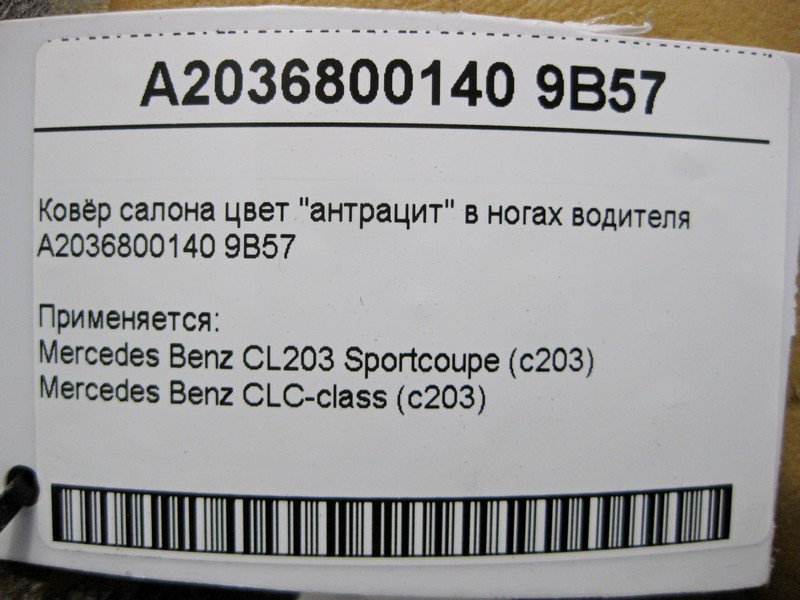 A2036800140 9B57
Ковёр салона цвет "антрацит" в ногах водителя
A2036800140 9B57
Применяется:
Mercedes Benz CL203 Sportcoupe (c203)
Mercedes Benz CLC-class (c203)